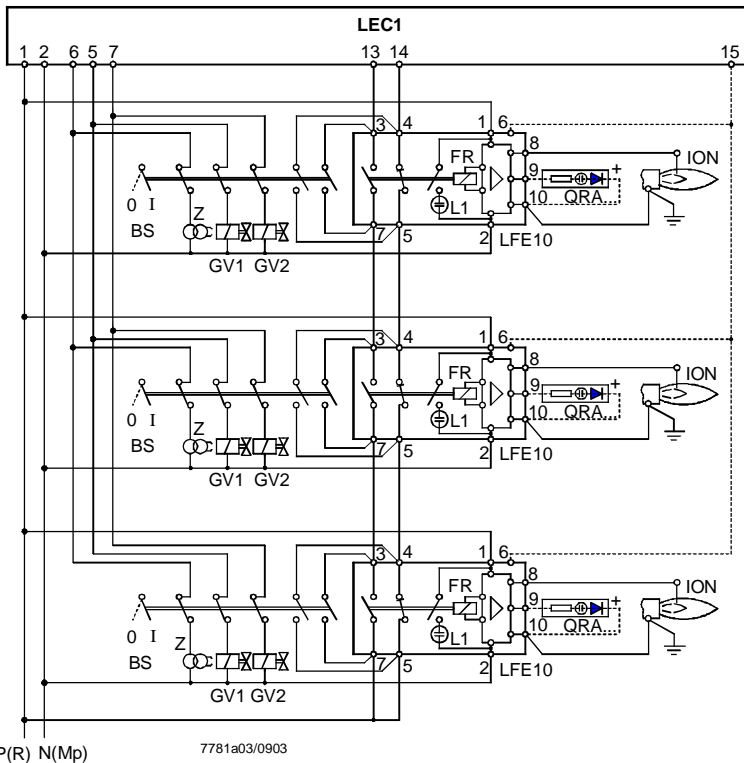 LEC1
1 2 6 5 7 13 14 15
3 4 1 6
8
FR ION
9 +
10 QRA...
0 I Z L1
BS 7 5 2 LFE10
GV1 GV2
3 4 1 6
8
FR ION
9 +
10 QRA...
0 I Z L1
BS 7 5 2 LFE10
GV1 GV2
3 4 1 6
8
FR ION
9 +
10 QRA...
0 I Z L1
BS 7 5 2 LFE10
GV1 GV2
P(R) N(Mp) 7781a03/0903